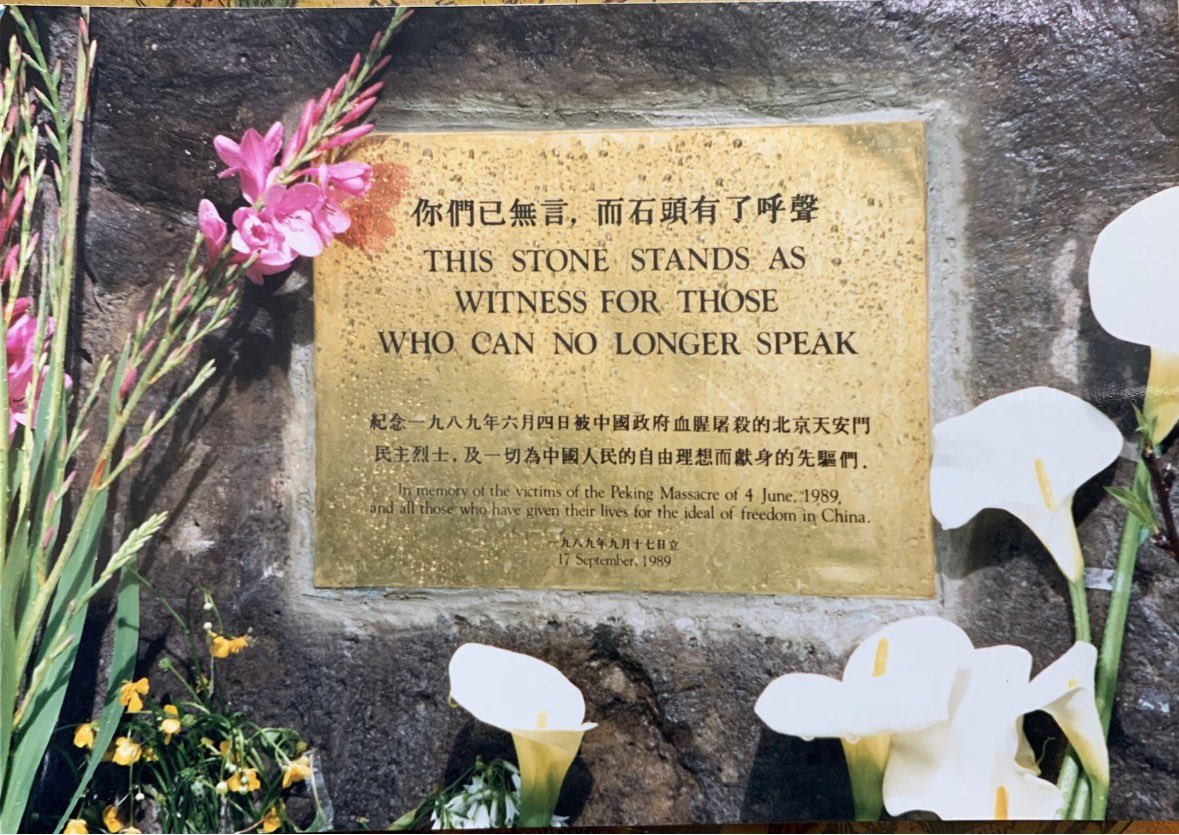 你們已無言，而石頭有了呼聲
THIS STONE STANDS AS
WITNESS FOR THOSE
WHO CAN NO LONGER SPEAK
紀念一九八九年六月四日被中國政府血腥屠殺的北京天安門
民主烈士，及一切為中國人民的自由理想而獻身的先驅們．
In memory of the victims of the Peking Massacre of 4 June, 1989,
and all those who have given their lives for the ideal of freedom in China.
一九八九年九月十七日立
17 September, 1989